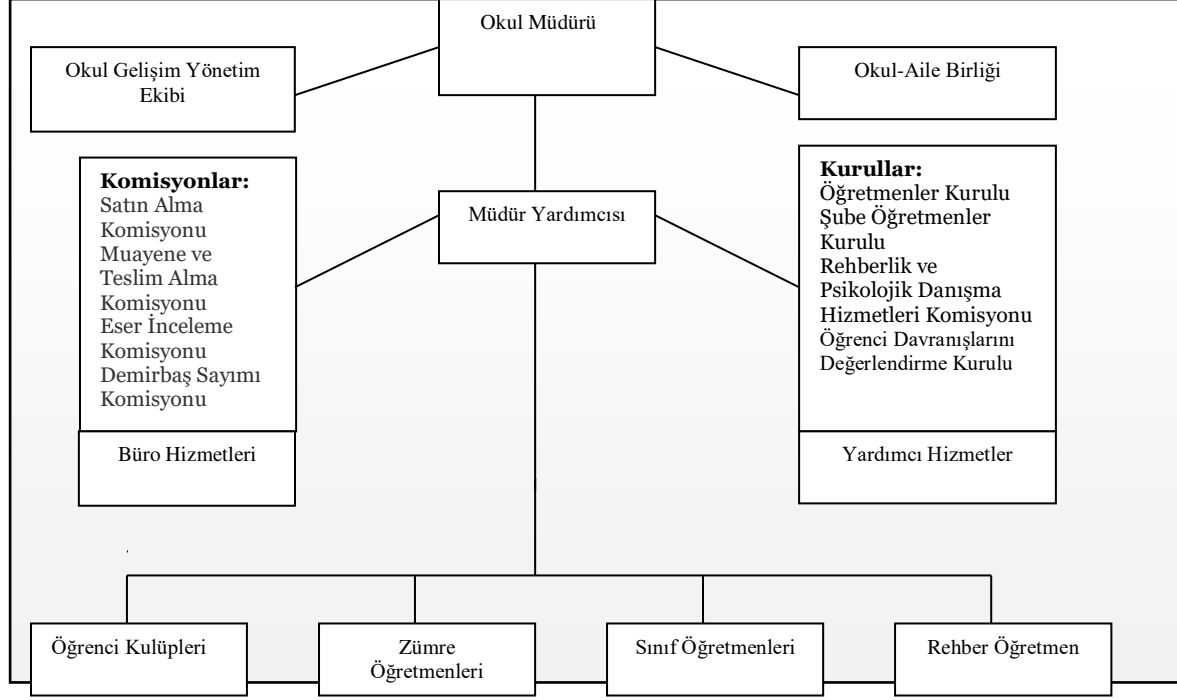 Okul Müdürü
Okul Gelişim Yönetim
Ekibi
Okul-Aile Birliği
Komisyonlar:
Satın Alma
Komisyonu
Muayene ve
Teslim Alma
Komisyonu
Eser İnceleme
Komisyonu
Demirbaş Sayımı
Komisyonu
Müdür Yardımcısı
Kurullar:
Öğretmenler Kurulu
Şube Öğretmenler
Kurulu
Rehberlik ve
Psikolojik Danışma
Hizmetleri Komisyonu
Öğrenci Davranışlarını
Değerlendirme Kurulu
Büro Hizmetleri
Yardımcı Hizmetler
Öğrenci Kulüpleri
Zümre
Öğretmenleri
Sınıf Öğretmenleri
Rehber Öğretmen